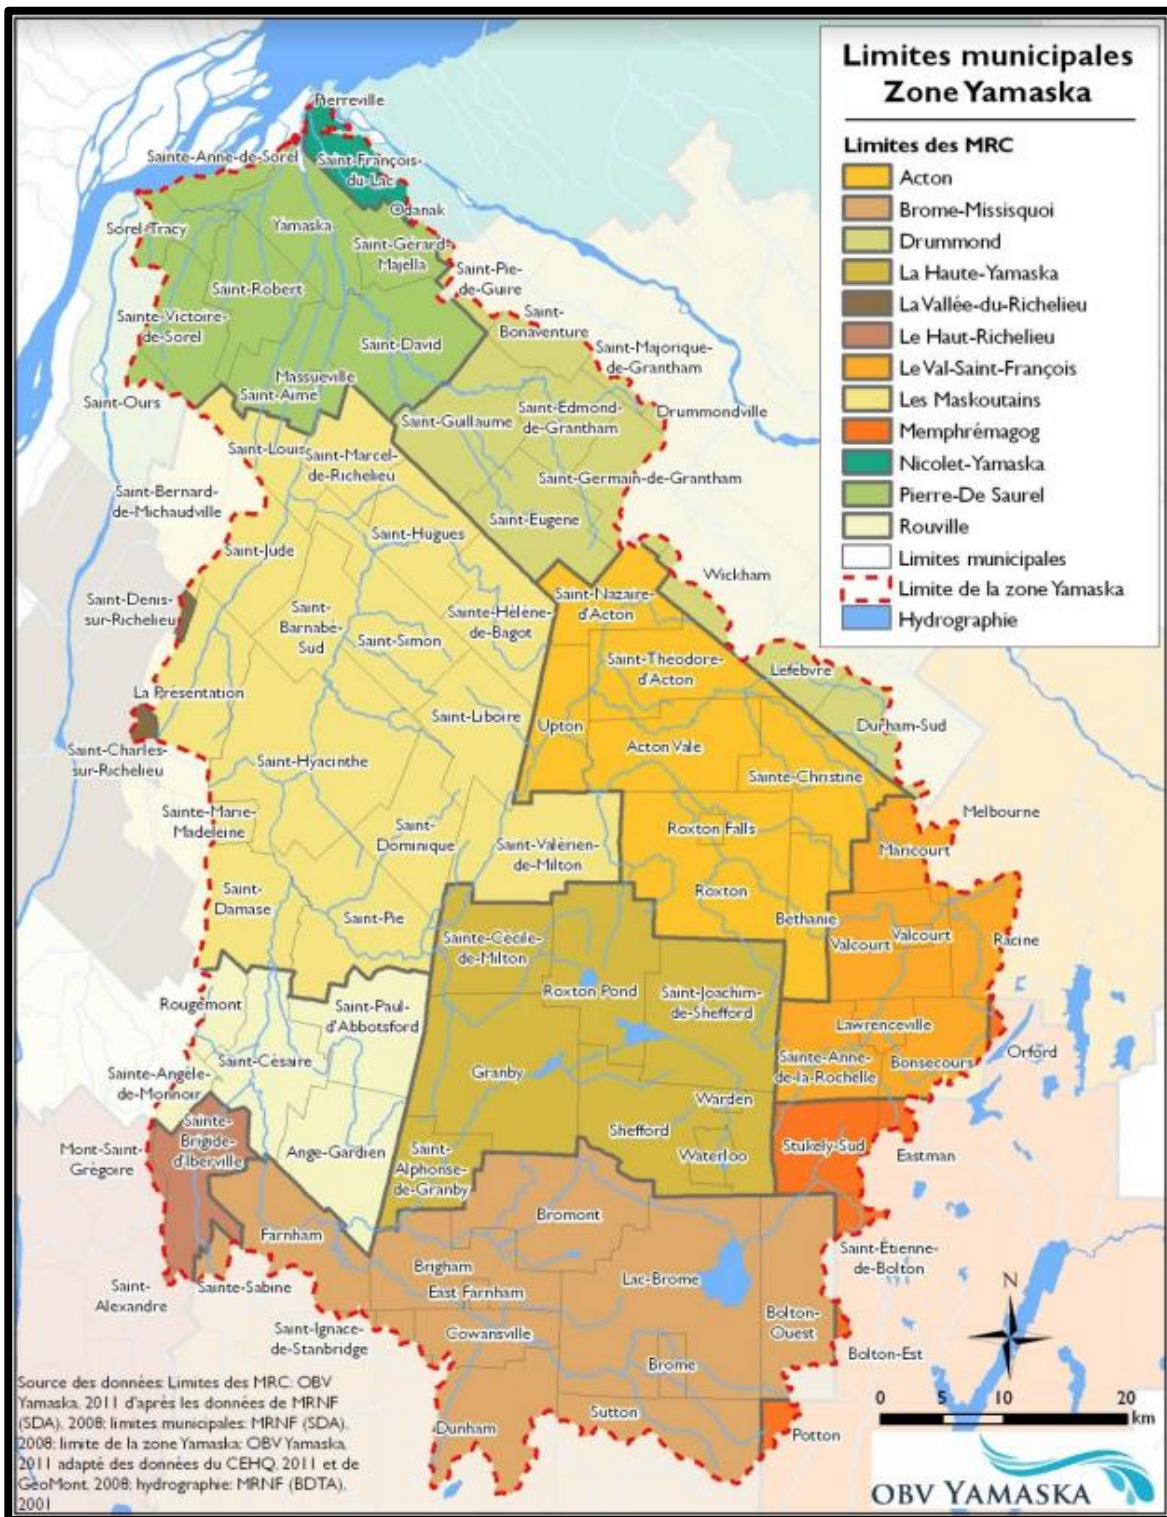 Limites municipales
Zone Yamaska
Limites des MRC
Acton
Brome-Missisquoi
Drummond
La Haute-Yamaska
La Vallée-du-Richelieu
Le Haut-Richelieu
Le Val-Saint-François
Les Maskoutains
Memphrémagog
Nicolet-Yamaska
Pierre-De Saurel
Rouville
Limites municipales
Limite de la zone Yamaska
Hydrographie
Pierreville
Sainte-Anne-de-Sorel
Saint-François-
du-Lac
Odanak
Sorel-Tracy
Yamaska
Saint-Gérard-
Majella
Saint-Pie-
de-Guire
Saint-Robert
Sainte-Victoire-
de-Sorel
Saint-
Bonaventure
Saint-David
Saint-Majorique-
de-Grantham
Massueville
Saint-Aimé
Saint-Ours
Saint-Guillaume
Saint-Edmond-
de-Grantham
Drummondville
Saint-Louis
Saint-Marcel-
de-Richelieu
Saint-Germain-de-Grantham
Saint-Bernard-
de-Michaudville
Saint-Eugène
Saint-Hugues
Saint-Jude
Wickham
Saint-Denis-
sur-Richelieu
Saint-Nazaire-
d'Acton
Saint-
Barnabé-
Sud
Sainte-Hélène-
de-Bagot
Saint-Simon
Saint-Théodore-
d'Acton
Lefebvre
La Présentation
Saint-Liboire
Upton
Durham-Sud
Acton Vale
Saint-Charles-
sur-Richelieu
Saint-Hyacinthe
Sainte-Christine
Sainte-Marie-
Madeleine
Saint-
Dominique
Saint-Valérien-
de-Milton
Roxton Falls
Melbourne
Maricourt
Saint-
Damase
Saint-Pie
Roxton
Béthanie
Valcourt
Valcourt
Racine
Sainte-Cécile-
de-Milton
Rougemont
Saint-Paul-
d'Abbotsford
Roxton Pond
Saint-Joachim-
de-Shefford
Lawrenceville
Saint-Césaire
Sainte-Angèle-
de-Monnoir
Granby
Sainte-Anne-
de-la-Rochelle
Bonsecours
Orford
Warden
Sainte-
Brigide-
d'Iberville
Mont-Saint-
Grégoire
Ange-Gardien
Saint-
Alphonse-
de-Granby
Shefford
Waterloo
Stukely-Sud
Eastman
Bromont
Farnham
Saint-Étienne-
de-Bolton
Brigham
Lac-Brome
Saint-
Alexandre
Sainte-Sabine
East Farnham
Bolton-
Ouest
Saint-Ignace-
de-Stanbridge
Cowansville
Bolton-Est
Brome
Sutton
Dunham
Potton
N
0 5 10 20
km
Source des données: Limites des MRC: OBV
Yamaska, 2011 d'après les données de MRNF
(SDA), 2008; limites municipales: MRNF (SDA),
2008; limite de la zone Yamaska: OBV Yamaska,
2011 adapté des données du CEHQ, 2011 et de
GéoMont, 2008; hydrographie: MRNF (BDTA),
2001
OBV YAMASKA